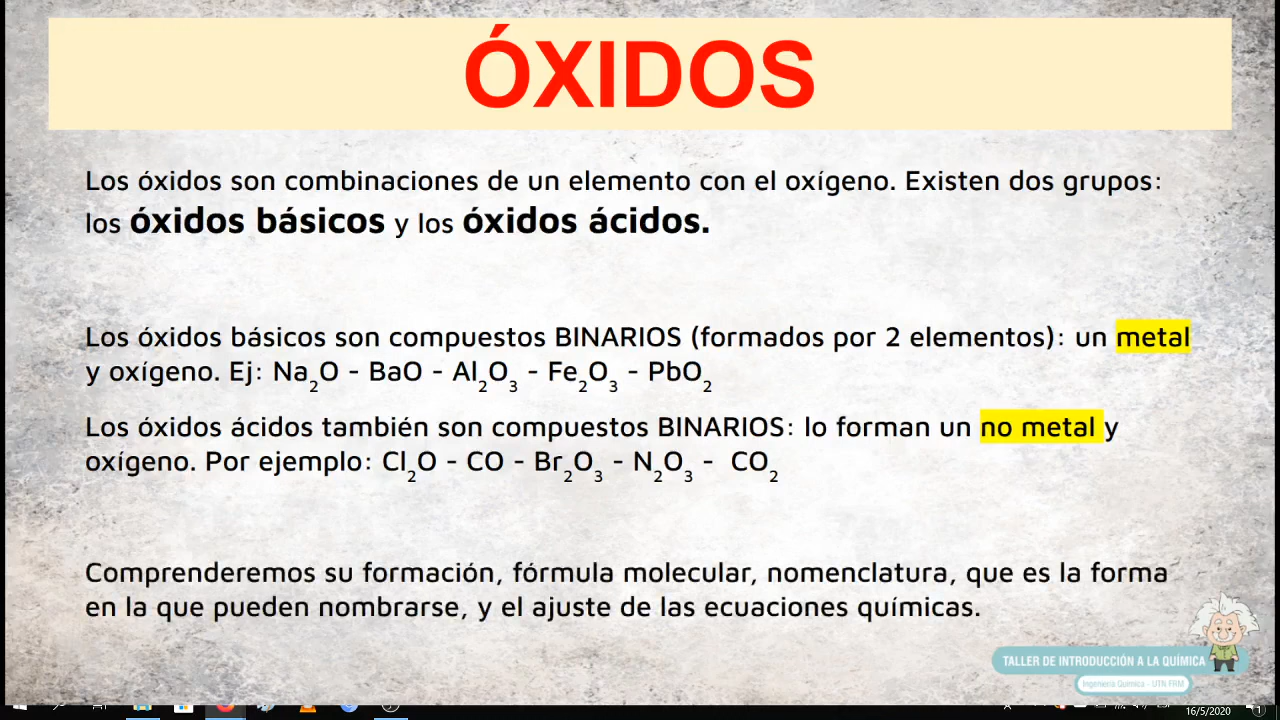 ÓXIDOS
Los óxidos son combinaciones de un elemento con el oxígeno. Existen dos grupos:
los óxidos básicos y los óxidos ácidos.
Los óxidos básicos son compuestos BINARIOS (formados por 2 elementos): un metal
y oxígeno. Ej: Na₂O - BaO - Al₂O₃ - Fe₂O₃ - PbO₂
Los óxidos ácidos también son compuestos BINARIOS: lo forman un no metal y
oxígeno. Por ejemplo: Cl₂O - CO - Br₂O₃ - N₂O₃ - CO₂
Comprenderemos su formación, fórmula molecular, nomenclatura, que es la forma
en la que pueden nombrarse, y el ajuste de las ecuaciones químicas.
TALLER DE INTRODUCCIÓN A LA QUÍMICA
Ingeniería Química - UTN FRM
16/5/2020
1